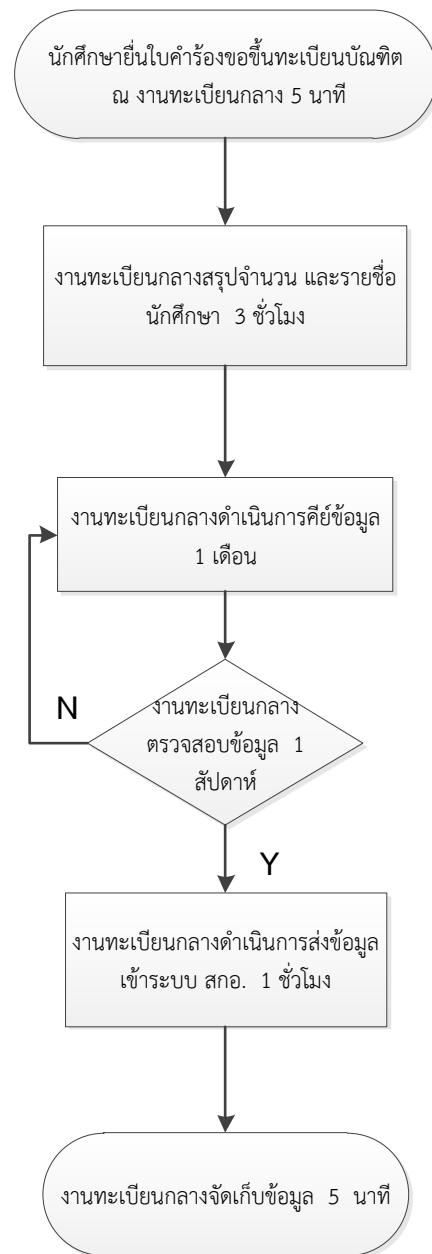 นักศึกษายื่นใบคำร้องขอขึ้นทะเบียนบัณฑิต
ณ งานทะเบียนกลาง 5 นาที
งานทะเบียนกลางสรุปจำนวน และรายชื่อ
นักศึกษา 3 ชั่วโมง
งานทะเบียนกลางดำเนินการคีย์ข้อมูล
1 เดือน
งานทะเบียนกลาง
ตรวจสอบข้อมูล 1
สัปดาห์
N
Y
งานทะเบียนกลางดำเนินการส่งข้อมูล
เข้าระบบ สกอ. 1 ชั่วโมง
งานทะเบียนกลางจัดเก็บข้อมูล 5 นาที